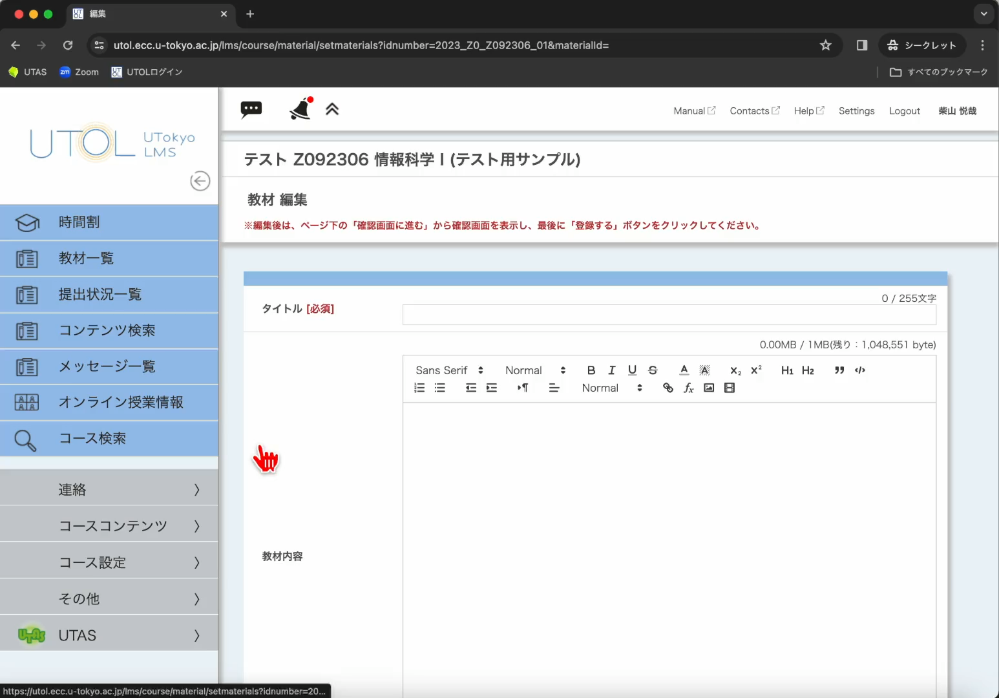 編集
utol.ecc.u-tokyo.ac.jp/lms/course/material/setmaterials?idnumber=2023_Z0_Z092306_01&materialId=
シークレット
UTAS
zm Zoom
UTOLログイン
すべてのブックマーク
UTOL UTokyo LMS
Manual Contacts Help Settings Logout 柴山 悦哉
テスト Z092306 情報科学 I (テスト用サンプル)
教材 編集
※編集後は、ページ下の「確認画面に進む」から確認画面を表示し、最後に「登録する」ボタンをクリックしてください。
時間割
教材一覧
提出状況一覧
コンテンツ検索
メッセージ一覧
オンライン授業情報
コース検索
連絡
コースコンテンツ
コース設定
その他
UTAS UTAS
0 / 255文字
タイトル [必須]
0.00MB / 1MB(残り：1,048,551 byte)
Sans Serif Normal B I U S A A X₂ X² H1 H2
Normal fx
教材内容
https://utol.ecc.u-tokyo.ac.jp/lms/course/material/setmaterials?idnumber=20...